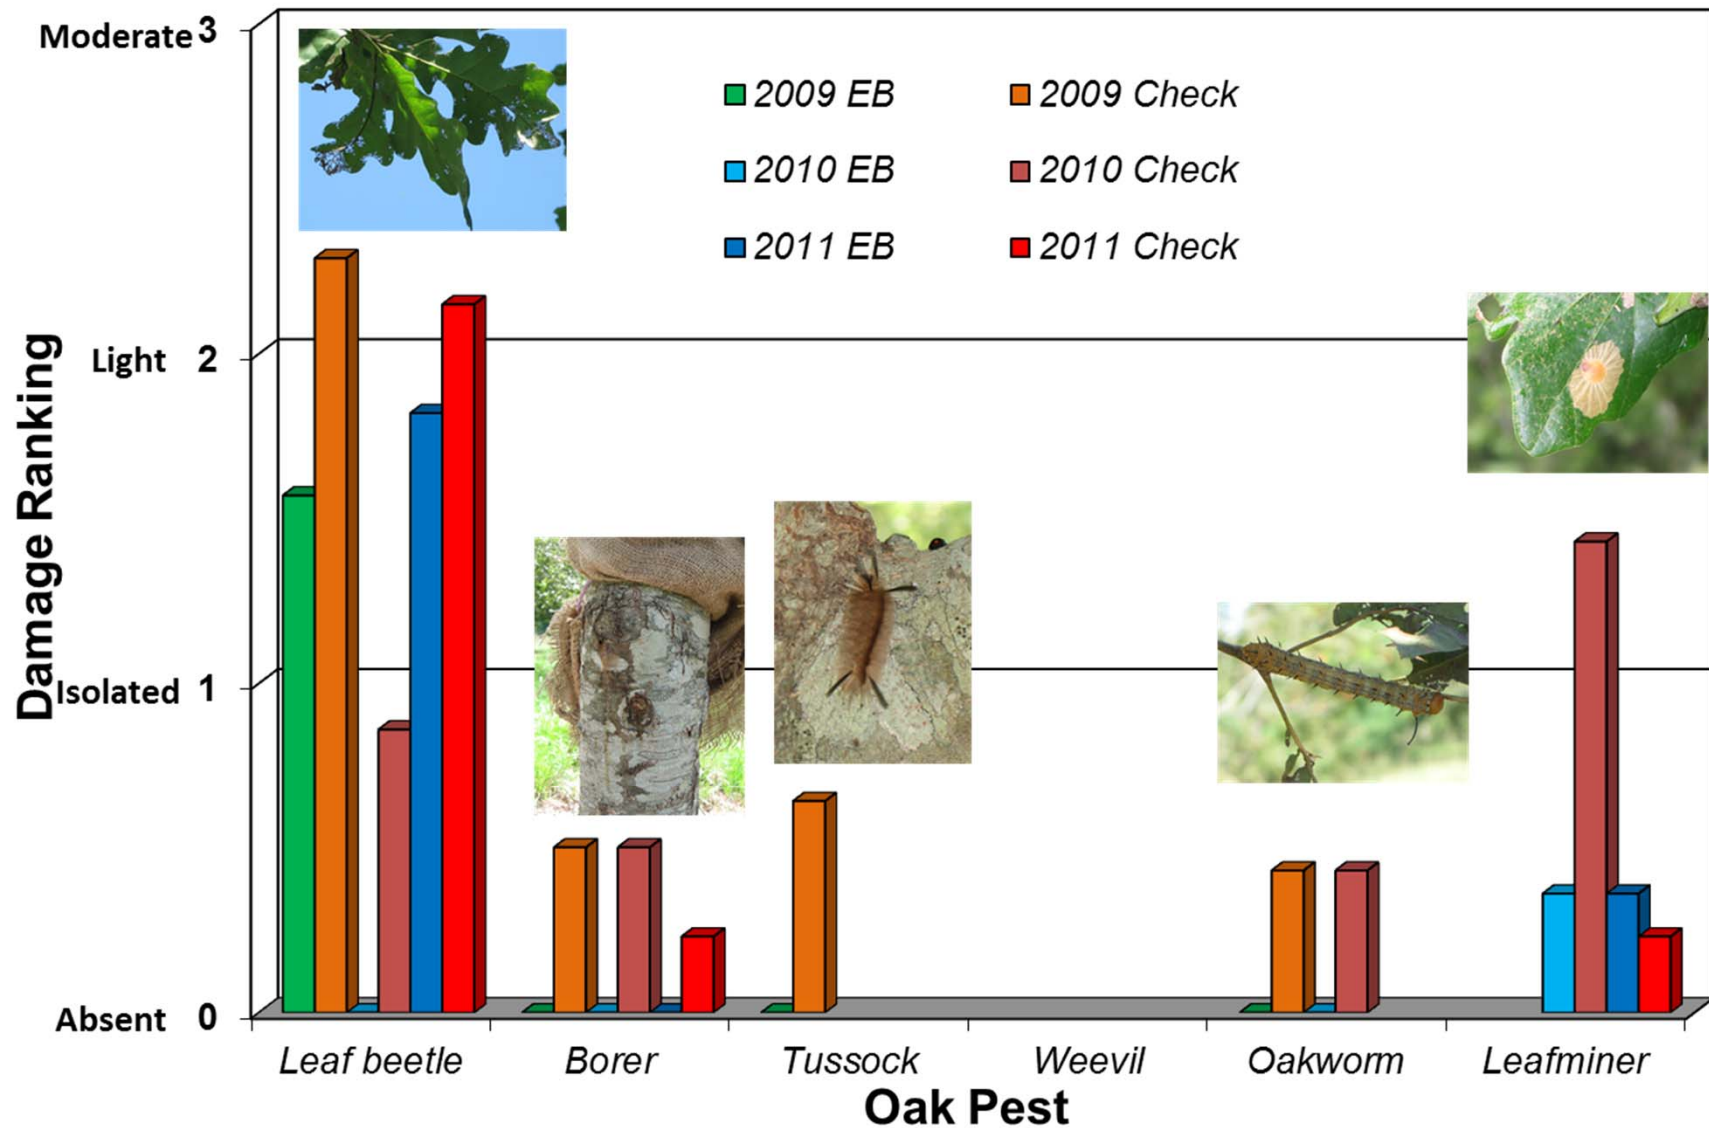 Moderate 3
2009 EB
2009 Check
2010 EB
2010 Check
2011 EB
2011 Check
Light 2
Damage Ranking
Isolated 1
Absent 0
Leaf beetle
Borer
Tussock
Weevil
Oakworm
Leafminer
Oak Pest